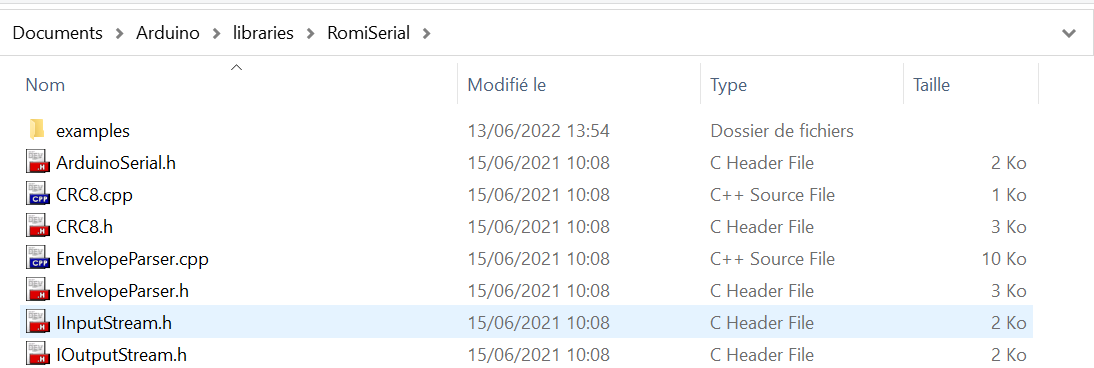 Documents > Arduino > libraries > RomiSerial >
Nom Modifié le Type Taille
examples 13/06/2022 13:54 Dossier de fichiers
ArduinoSerial.h 15/06/2021 10:08 C Header File 2 Ko
CRC8.cpp 15/06/2021 10:08 C++ Source File 1 Ko
CRC8.h 15/06/2021 10:08 C Header File 3 Ko
EnvelopeParser.cpp 15/06/2021 10:08 C++ Source File 10 Ko
EnvelopeParser.h 15/06/2021 10:08 C Header File 3 Ko
IInputStream.h 15/06/2021 10:08 C Header File 2 Ko
IOutputStream.h 15/06/2021 10:08 C Header File 2 Ko